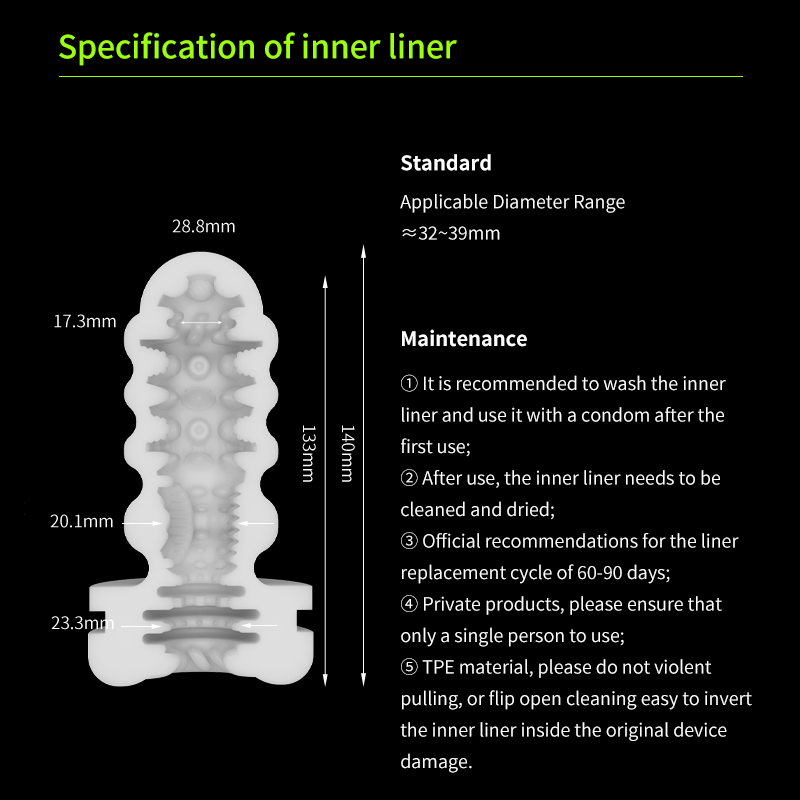 Specification of inner liner
Standard
Applicable Diameter Range
≈32~39mm
28.8mm
17.3mm
133mm
140mm
20.1mm
23.3mm
Maintenance
① It is recommended to wash the inner
liner and use it with a condom after the
first use;
② After use, the inner liner needs to be
cleaned and dried;
③ Official recommendations for the liner
replacement cycle of 60-90 days;
④ Private products, please ensure that
only a single person to use;
⑤ TPE material, please do not violent
pulling, or flip open cleaning easy to invert
the inner liner inside the original device
damage.